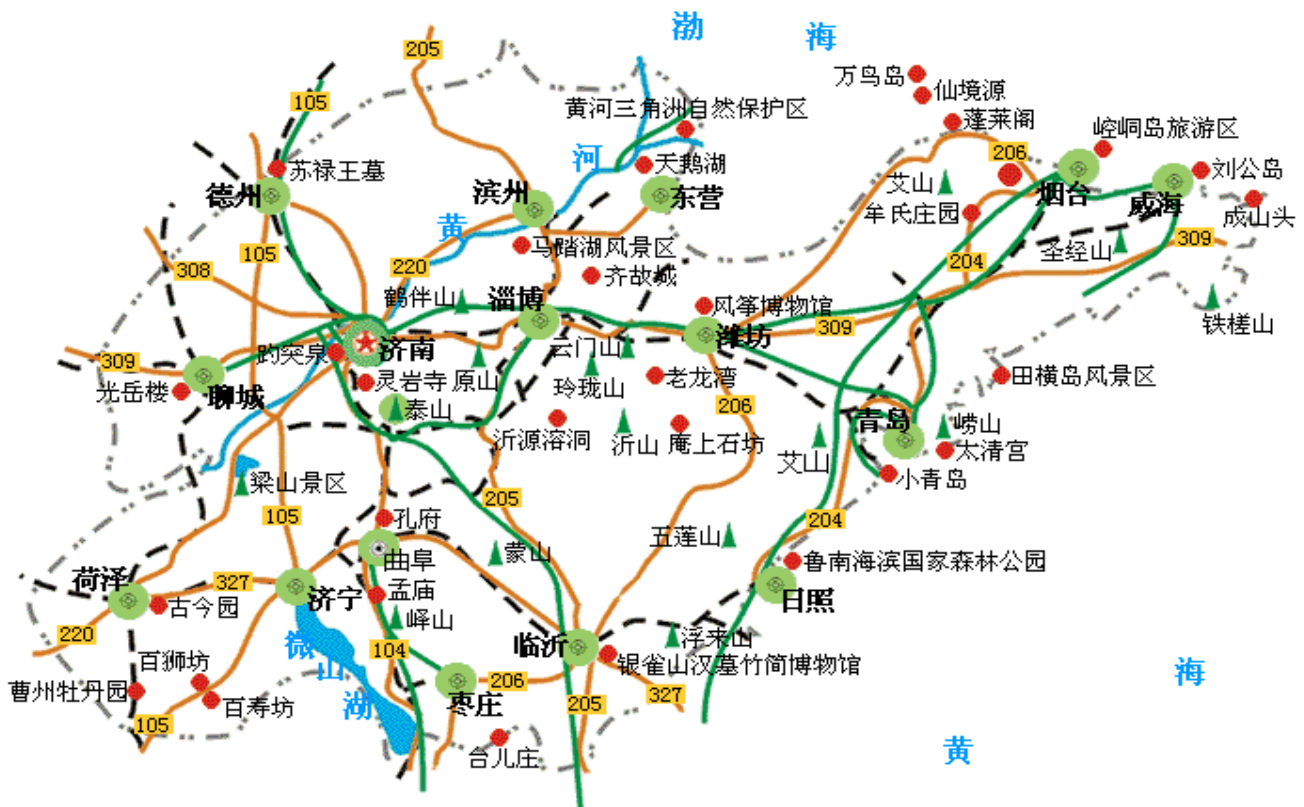 渤
海
205
万鸟岛
仙境源
105
黄河三角洲自然保护区
蓬莱阁
崆峒岛旅游区
河
天鹅湖
206
苏禄王墓
艾山
刘公岛
德州
滨州
东营
牟氏庄园
烟台
威海
成山头
黄
马踏湖风景区
圣经山
309
105
308
220
齐故城
204
鹤伴山
淄博
风筝博物馆
铁槎山
309
潍坊
309
趵突泉
济南
云门山
光岳楼
聊城
灵岩寺
原山
玲珑山
老龙湾
田横岛风景区
泰山
206
青岛
崂山
沂源溶洞
沂山
庵上石坊
艾山
太清宫
梁山景区
小青岛
205
105
孔府
204
五莲山
曲阜
蒙山
鲁南海滨国家森林公园
荷泽
327
济宁
孟庙
日照
古今园
峄山
220
微
山
湖
104
临沂
浮来山
百狮坊
银雀山汉墓竹简博物馆
海
曹州牡丹园
206
327
百寿坊
枣庄
205
105
台儿庄
黄